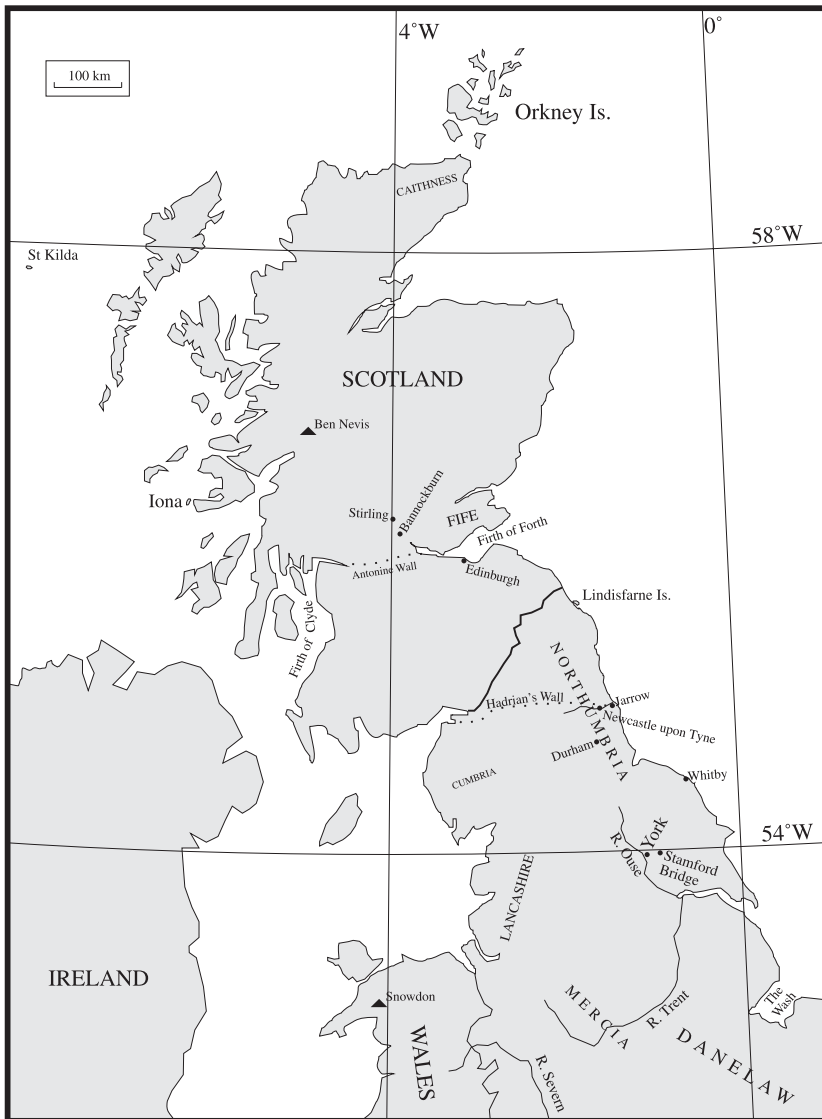 4˚W
0˚
100 km
Orkney Is.
CAITHNESS
58˚W
St Kilda
SCOTLAND
Ben Nevis
Iona
Stirling
Bannockburn
FIFE
Firth of Forth
Antonine Wall
Edinburgh
Lindisfarne Is.
Firth of Clyde
NORTHUMBRIA
Hadrian's Wall
Jarrow
Newcastle upon Tyne
Durham
CUMBRIA
Whitby
54˚W
R. Ouse
York
Stamford
Bridge
LANCASHIRE
IRELAND
Snowdon
WALES
MERCIA
R. Trent
The
Wash
DANELAW
R. Severn